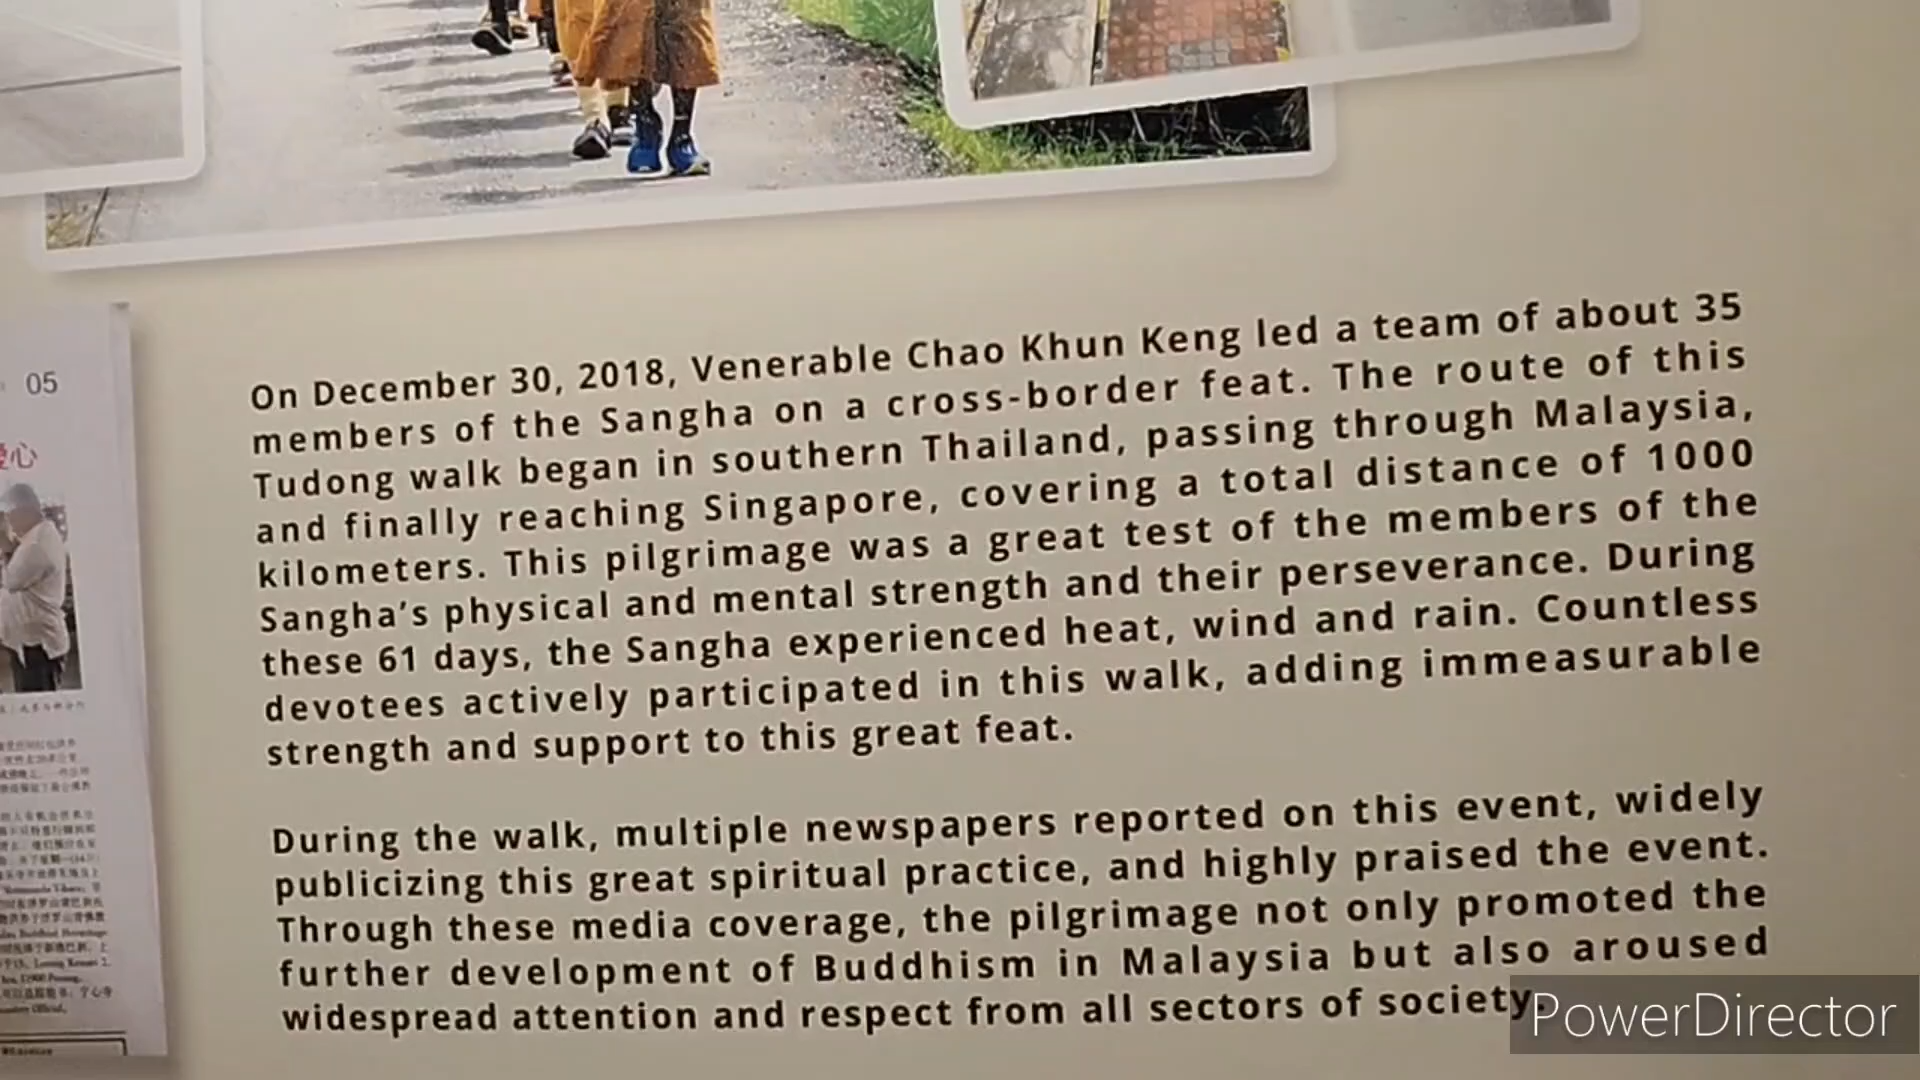 05
爱心
On December 30, 2018, Venerable Chao Khun Keng led a team of about 35
members of the Sangha on a cross-border feat. The route of this
Tudong walk began in southern Thailand, passing through Malaysia,
and finally reaching Singapore, covering a total distance of 1000
kilometers. This pilgrimage was a great test of the members of the
Sangha’s physical and mental strength and their perseverance. During
these 61 days, the Sangha experienced heat, wind and rain. Countless
devotees actively participated in this walk, adding immeasurable
strength and support to this great feat.
During the walk, multiple newspapers reported on this event, widely
publicizing this great spiritual practice, and highly praised the event.
Through these media coverage, the pilgrimage not only promoted the
further development of Buddhism in Malaysia but also aroused
widespread attention and respect from all sectors of society
PowerDirector